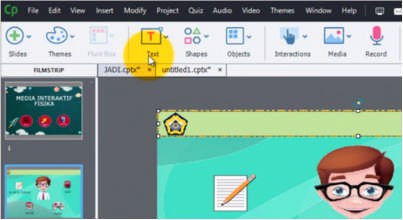 Cp File Edit View Insert Modify Project Quiz Audio Video Themes Window Help
Slides Themes Fluid Box Text Shapes Objects Interactions Media Record
FILMSTRIP JADI.cptx* × untitled1.cptx* ×
T
MEDIA INTERAKTIF
FISIKA
1